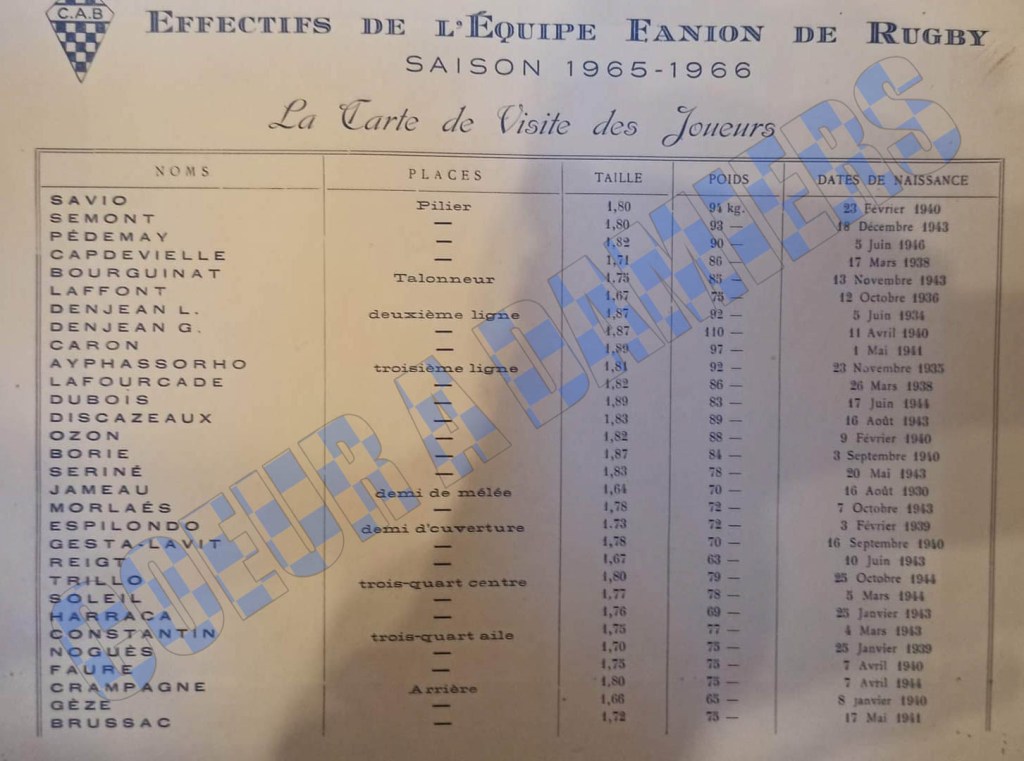 C.A.B
EFFECTIFS DE L'ÉQUIPE FANION DE RUGBY
SAISON 1965-1966
La Carte de Visite des Joueurs
NOMS PLACES TAILLE POIDS DATES DE NAISSANCE
SAVIO Pilier 1,80 94 kg. 23 Février 1940
SEMONT — 1,80 93 — 18 Décembre 1943
PÉDEMAY — 1,82 90 — 5 Juin 1946
CAPDEVIELLE — 1,71 86 — 17 Mars 1938
BOURGUINAT Talonneur 1.75 85 — 13 Novembre 1943
LAFFONT — 1,67 75 — 12 Octobre 1936
DENJEAN L. deuxième ligne 1,87 92 — 5 Juin 1934
DENJEAN G. — 1,87 110 — 11 Avril 1940
CARON — 1,89 97 — 1 Mai 1941
AYPHASSORHO troisième ligne 1,81 92 — 23 Novembre 1935
LAFOURCADE — 1,82 86 — 26 Mars 1938
DUBOIS — 1,89 83 — 17 Juin 1944
DISCAZEAUX — 1,83 89 — 16 Août 1943
OZON — 1,82 88 — 9 Février 1940
BORIE — 1,87 84 — 3 Septembre 1940
SERINÉ — 1,83 78 — 20 Mai 1943
JAMEAU demi de mêlée 1,64 70 — 16 Août 1930
MORLAÉS — 1,78 72 — 7 Octobre 1943
ESPILONDO demi d'ouverture 1.73 72 — 3 Février 1939
GESTA-LAVIT — 1,78 70 — 16 Septembre 1940
REIGT — 1,67 63 — 10 Juin 1943
TRILLO trois-quart centre 1,80 79 — 25 Octobre 1944
SOLEIL — 1,77 78 — 5 Mars 1944
HARRACA — 1,76 69 — 25 Janvier 1943
CONSTANTIN trois-quart aile 1,75 77 — 4 Mars 1943
NOGUÈS — 1,70 75 — 25 Janvier 1939
FAURE — 1,75 75 — 7 Avril 1940
CRAMPAGNE Arrière 1,80 75 — 7 Avril 1944
GÈZE — 1,66 65 — 8 janvier 1940
BRUSSAC — 1,72 75 — 17 Mai 1941
COEUR A DAMIERS